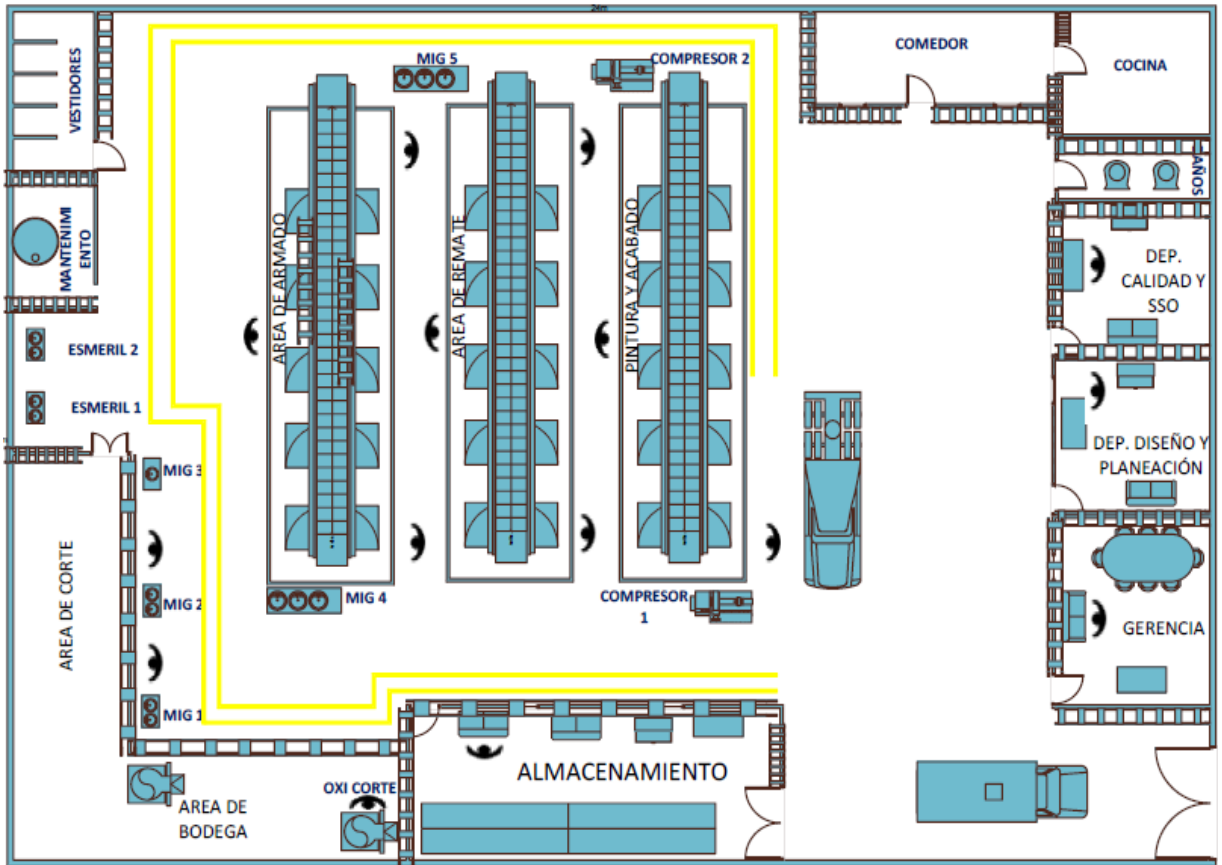 24m
VESTIDORES
MIG 5
COMPRESOR 2
COMEDOR
COCINA
AÑOS
MANTENIMI
ENTO
AREA DE ARMADO
AREA DE REMATE
PINTURA Y ACABADO
DEP.
CALIDAD Y
SSO
ESMERIL 2
ESMERIL 1
MIG 3
DEP. DISEÑO Y
PLANEACIÓN
AREA DE CORTE
MIG 2
MIG 4
COMPRESOR
1
GERENCIA
MIG 1
ALMACENAMIENTO
OXI CORTE
AREA DE
BODEGA